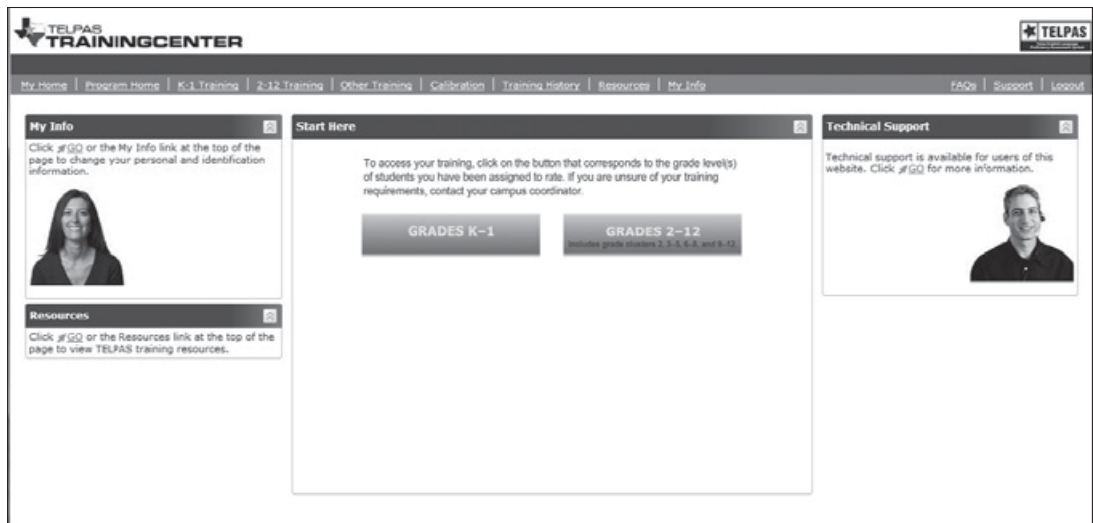 TELPAS
TRAININGCENTER
TELPAS
My Home | Program Home | K-1 Training | 2-12 Training | Other Training | Calibration | Training History | Resources | My Info
FAQs | Support | Logout
My Info
Click GO or the My Info link at the top of the
page to change your personal and identification
information.
Resources
Click GO or the Resources link at the top of the
page to view TELPAS training resources.
Start Here
To access your training, click on the button that corresponds to the grade level(s)
of students you have been assigned to rate. If you are unsure of your training
requirements, contact your campus coordinator.
GRADES K–1
GRADES 2–12
Includes grade clusters 2, 3–5, 6–8, and 9–12
Technical Support
Technical support is available for users of this
website. Click GO for more information.